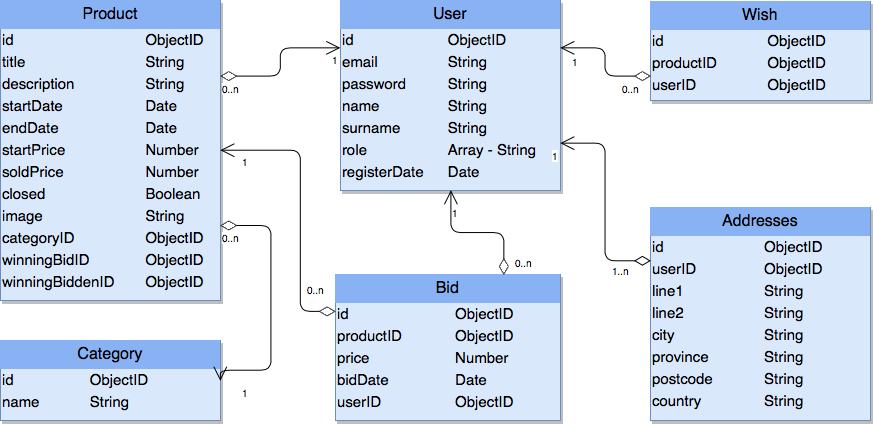 Product
id ObjectID
title String
description String
startDate Date
endDate Date
startPrice Number
soldPrice Number
closed Boolean
image String
categoryID ObjectID
winningBidID ObjectID
winningBiddenID ObjectID
0..n
1
User
id ObjectID
email String
password String
name String
surname String
role Array - String
registerDate Date
1
0..n
Wish
id ObjectID
productID ObjectID
userID ObjectID
1
0..n
1
1..n
Addresses
id ObjectID
userID ObjectID
line1 String
line2 String
city String
province String
postcode String
country String
1
0..n
1
0..n
Bid
id ObjectID
productID ObjectID
price Number
bidDate Date
userID ObjectID
0..n
1
Category
id ObjectID
name String